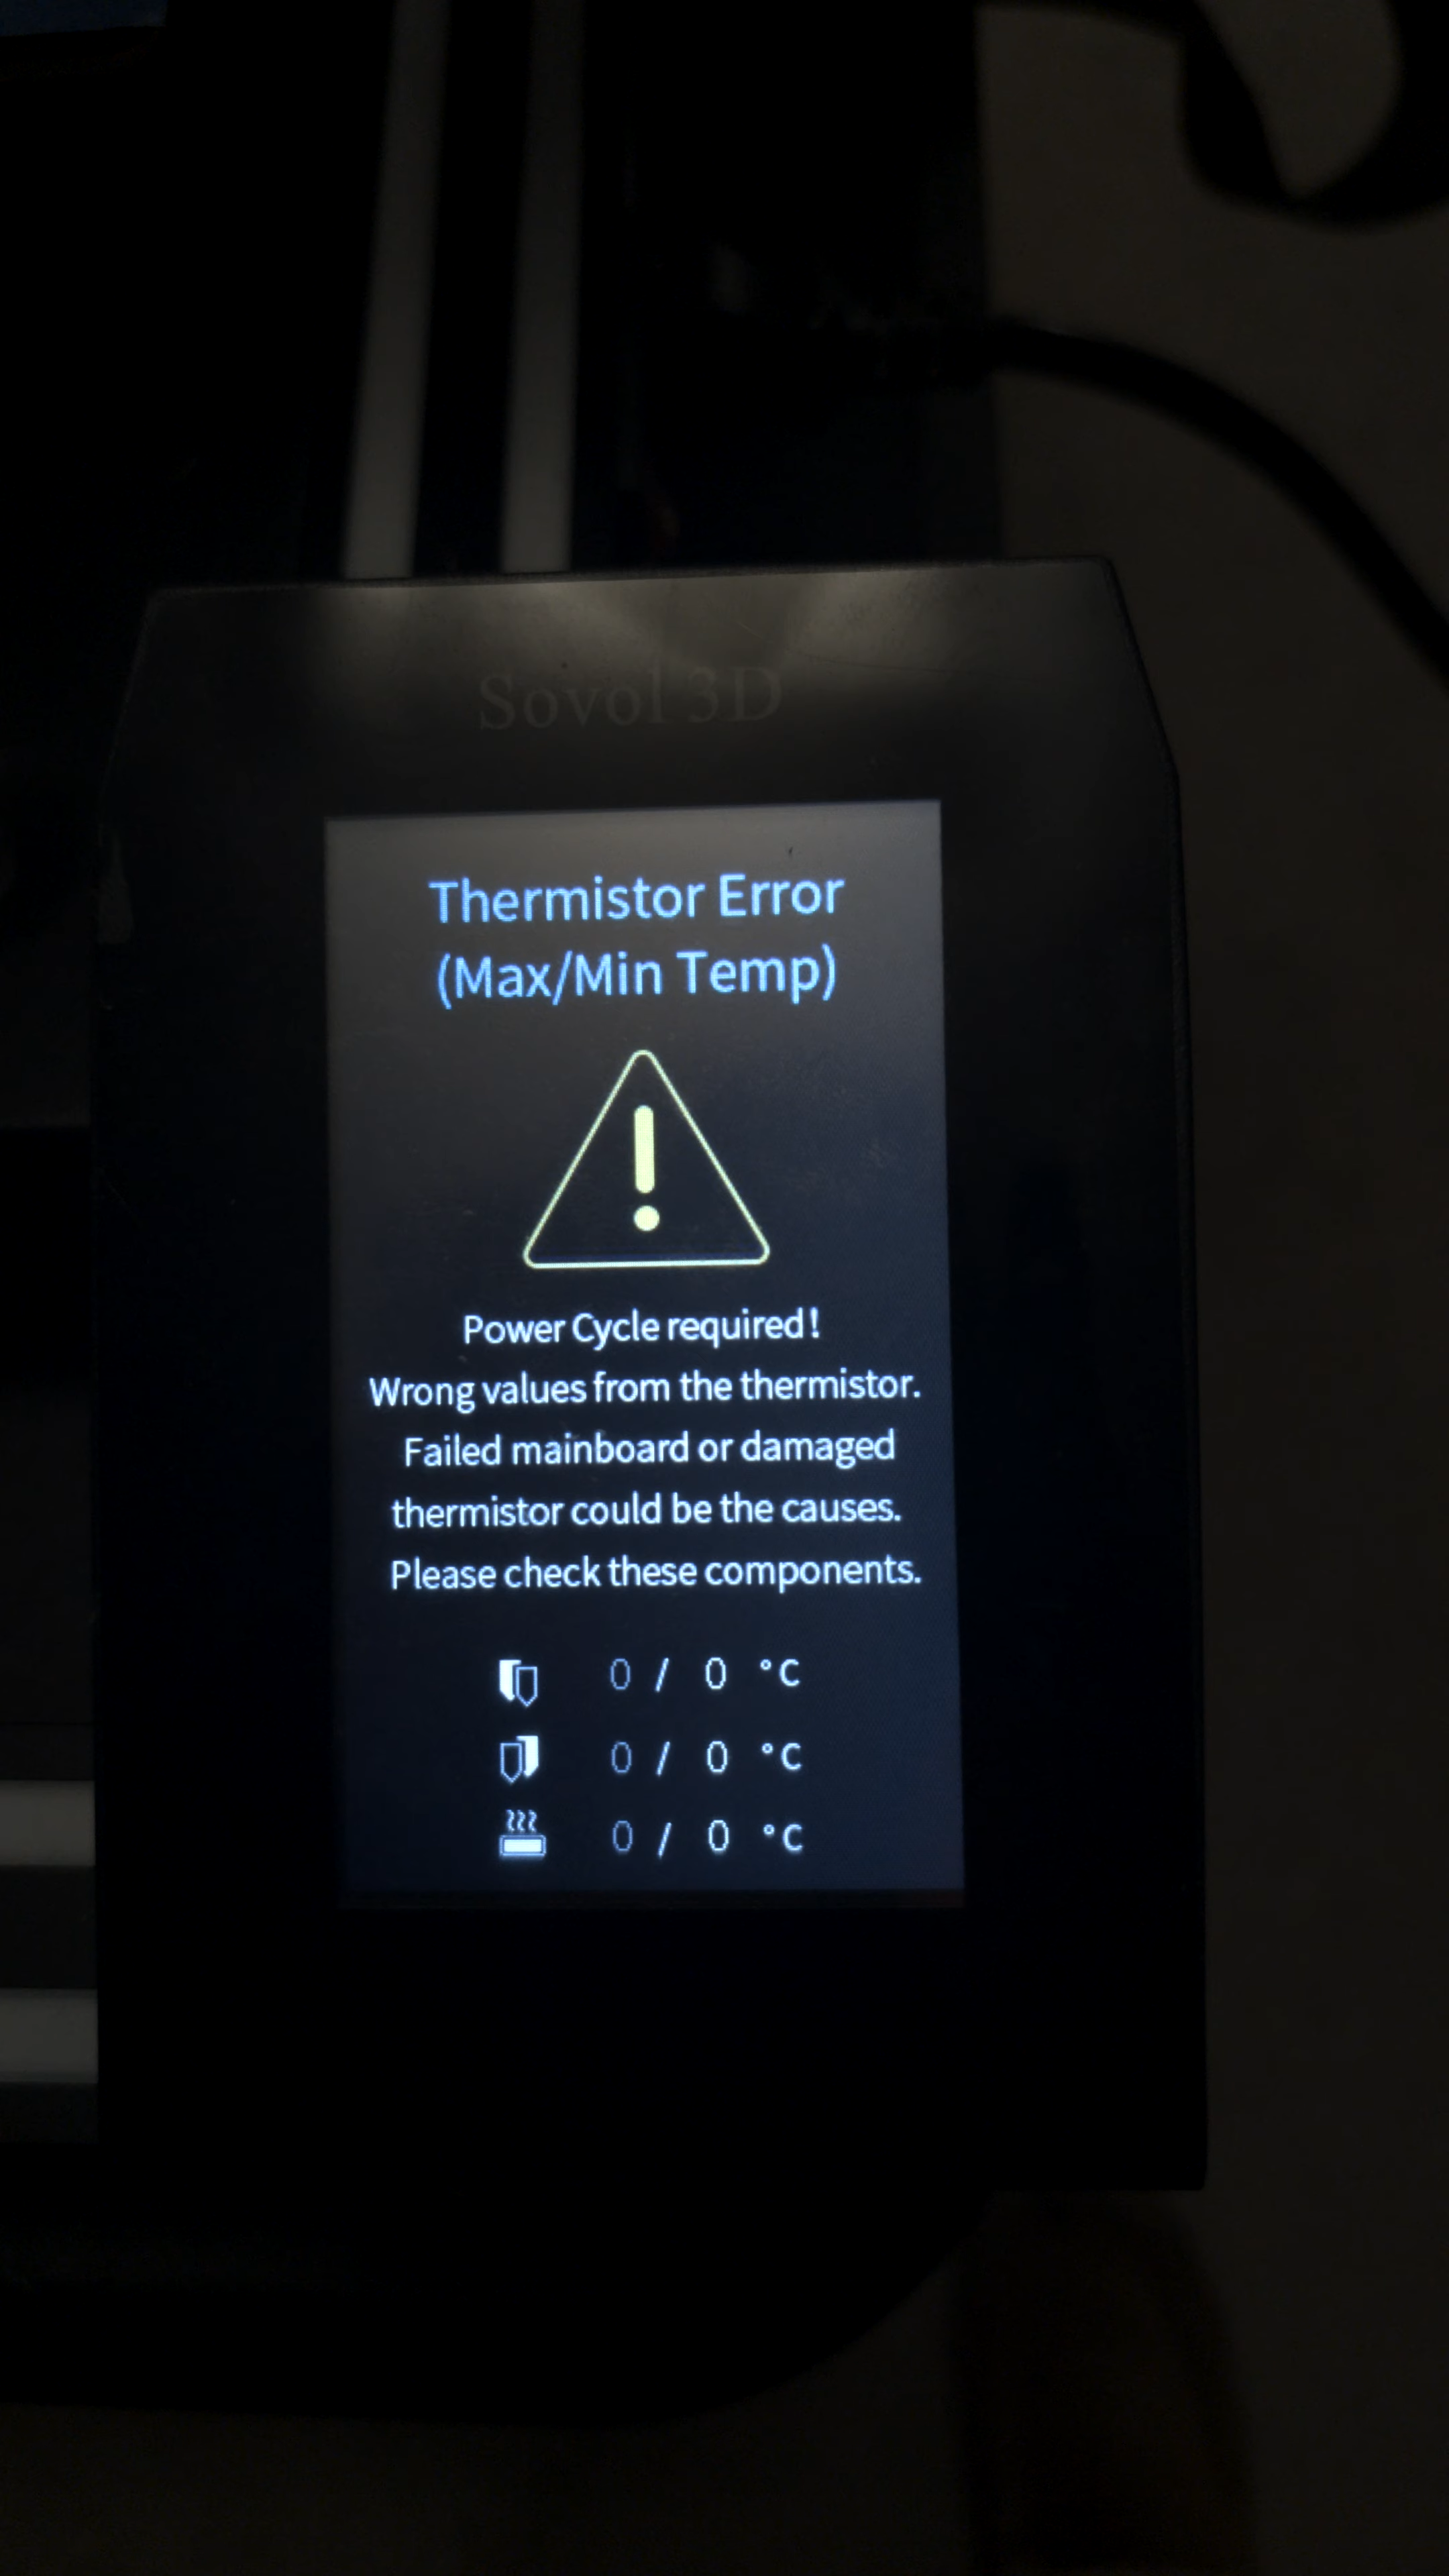 Sovol 3D
Thermistor Error
(Max/Min Temp)
Power Cycle required!
Wrong values from the thermistor.
Failed mainboard or damaged
thermistor could be the causes.
Please check these components.
0 / 0 °C
0 / 0 °C
0 / 0 °C